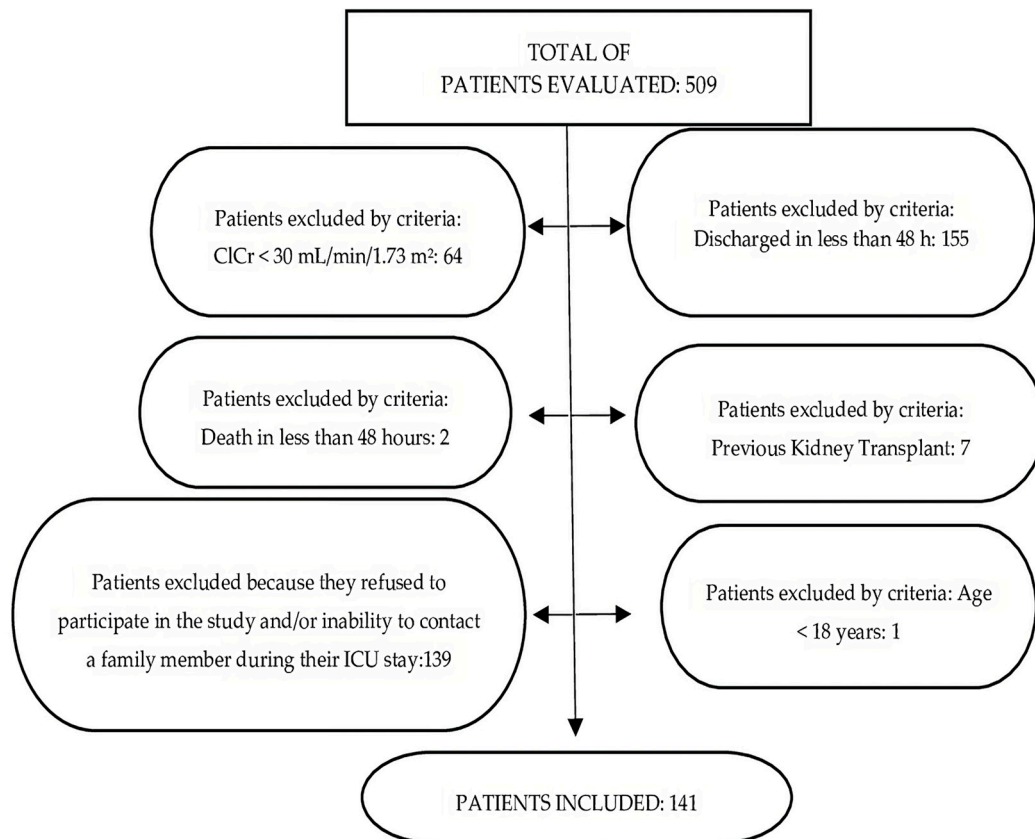 TOTAL OF
PATIENTS EVALUATED: 509
Patients excluded by criteria:
ClCr < 30 mL/min/1.73 m²: 64
Patients excluded by criteria:
Discharged in less than 48 h: 155
Patients excluded by criteria:
Death in less than 48 hours: 2
Patients excluded by criteria:
Previous Kidney Transplant: 7
Patients excluded because they refused to
participate in the study and/or inability to contact
a family member during their ICU stay:139
Patients excluded by criteria: Age
< 18 years: 1
PATIENTS INCLUDED: 141